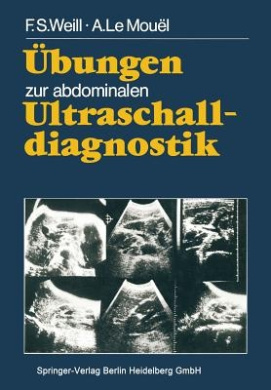 F.S.Weill · A.Le Mouël
Übungen
zur abdominalen
Ultraschall-
diagnostik
Springer-Verlag Berlin Heidelberg GmbH